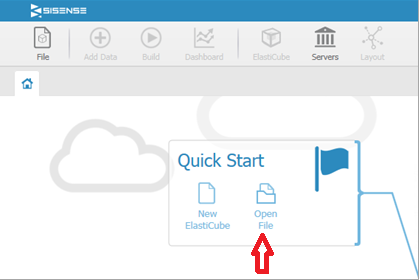 SISENSE
File Add Data Build Dashboard ElastiCube Servers Layout
Quick Start
New Open
ElastiCube File